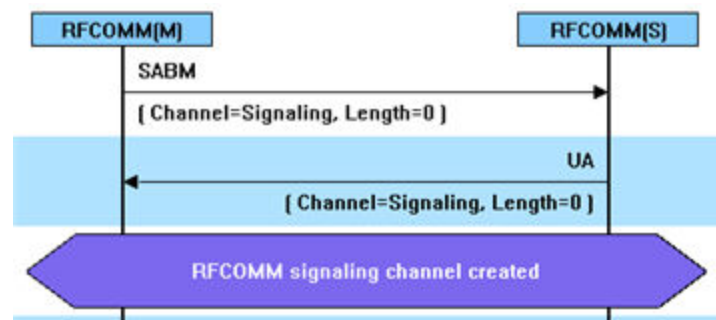 RFCOMM(M) RFCOMM(S)
SABM
( Channel=Signaling, Length=0 )
UA
( Channel=Signaling, Length=0 )
RFCOMM signaling channel created